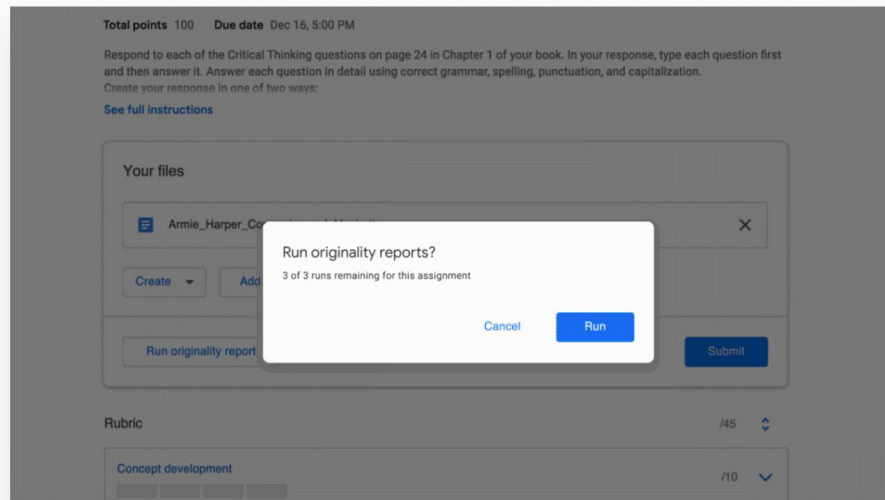 Total points 100 Due date Dec 16, 5:00 PM
Respond to each of the Critical Thinking questions on page 24 in Chapter 1 of your book. In your response, type each question first
and then answer it. Answer each question in detail using correct grammar, spelling, punctuation, and capitalization.
Create your response in one of two ways:
See full instructions
Your files
Armie_Harper_
Run originality reports?
3 of 3 runs remaining for this assignment
Create Add
Cancel Run
Run originality report Submit
Rubric /45
Concept development /10